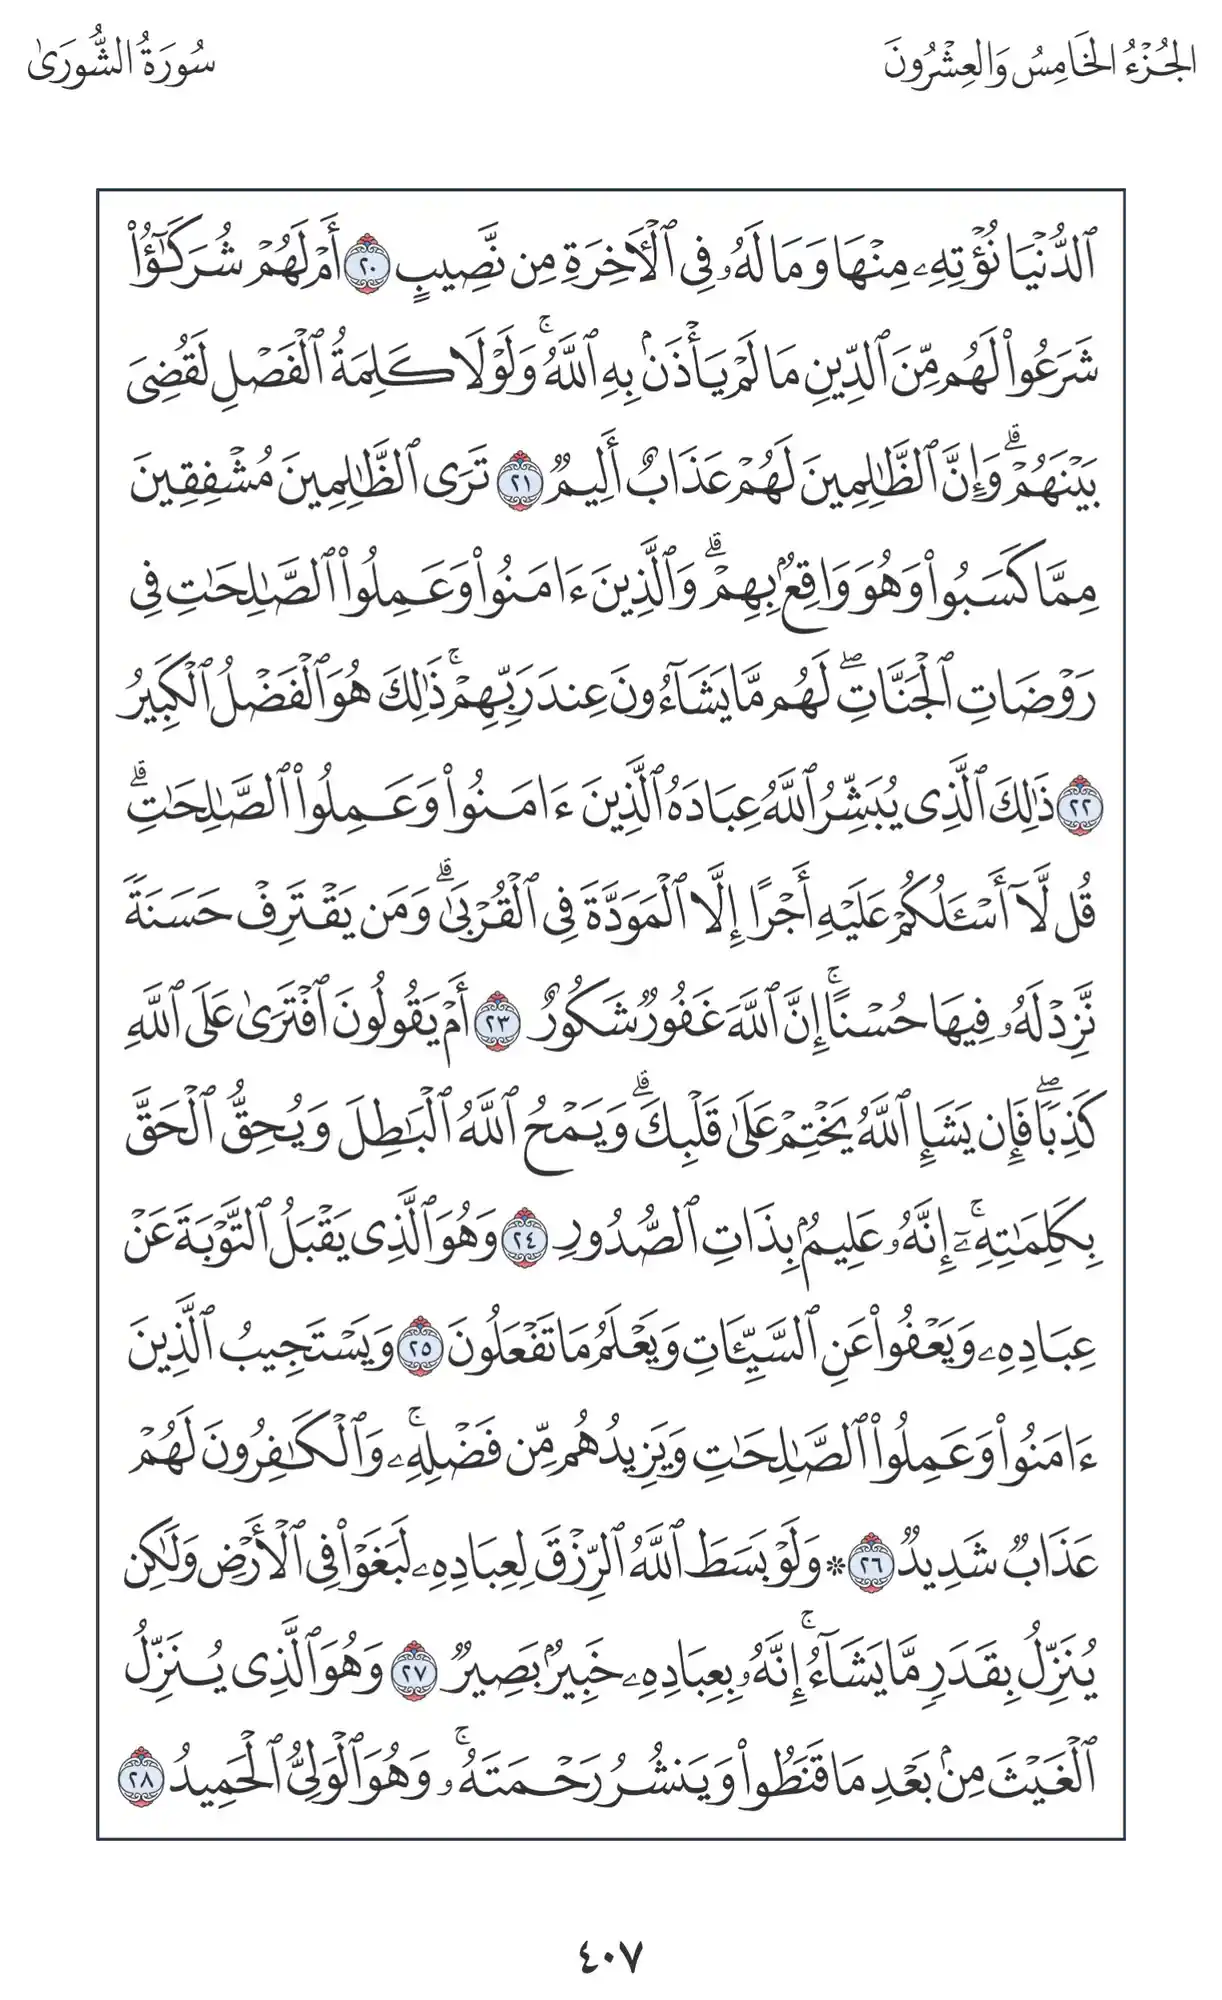 الجُزْءُ الخَامِسُ وَالعِشْرُونَ
سُورَةُ الشُّورَىٰ
ٱلدُّنۡيَا نُؤۡتِهِۦ مِنۡهَا وَمَا لَهُۥ فِي ٱلۡأٓخِرَةِ مِن نَّصِيبٍ ٢٠ أَمۡ لَهُمۡ شُرَكَٰٓؤُاْ
شَرَعُواْ لَهُم مِّنَ ٱلدِّينِ مَا لَمۡ يَأۡذَنۢ بِهِ ٱللَّهُۚ وَلَوۡلَا كَلِمَةُ ٱلۡفَصۡلِ لَقُضِيَ
بَيۡنَهُمۡۗ وَإِنَّ ٱلظَّٰلِمِينَ لَهُمۡ عَذَابٌ أَلِيمٞ ٢١ تَرَى ٱلظَّٰلِمِينَ مُشۡفِقِينَ
مِمَّا كَسَبُواْ وَهُوَ وَاقِعُۢ بِهِمۡۗ وَٱلَّذِينَ ءَامَنُواْ وَعَمِلُواْ ٱلصَّٰلِحَٰتِ فِي
رَوۡضَاتِ ٱلۡجَنَّاتِۖ لَهُم مَّا يَشَآءُونَ عِندَ رَبِّهِمۡۚ ذَٰلِكَ هُوَ ٱلۡفَضۡلُ ٱلۡكَبِيرُ
٢٢ ذَٰلِكَ ٱلَّذِي يُبَشِّرُ ٱللَّهُ عِبَادَهُ ٱلَّذِينَ ءَامَنُواْ وَعَمِلُواْ ٱلصَّٰلِحَٰتِۗ
قُل لَّآ أَسۡـَٔلُكُمۡ عَلَيۡهِ أَجۡرًا إِلَّا ٱلۡمَوَدَّةَ فِي ٱلۡقُرۡبَىٰۗ وَمَن يَقۡتَرِفۡ حَسَنَةٗ
نَّزِدۡ لَهُۥ فِيهَا حُسۡنًاۚ إِنَّ ٱللَّهَ غَفُورٞ شَكُورٌ ٢٣ أَمۡ يَقُولُونَ ٱفۡتَرَىٰ عَلَى ٱللَّهِ
كَذِبٗاۖ فَإِن يَشَإِ ٱللَّهُ يَخۡتِمۡ عَلَىٰ قَلۡبِكَۗ وَيَمۡحُ ٱللَّهُ ٱلۡبَٰطِلَ وَيُحِقُّ ٱلۡحَقَّ
بِكَلِمَٰتِهِۦٓۚ إِنَّهُۥ عَلِيمُۢ بِذَاتِ ٱلصُّدُورِ ٢٤ وَهُوَ ٱلَّذِي يَقۡبَلُ ٱلتَّوۡبَةَ عَنۡ
عِبَادِهِۦ وَيَعۡفُواْ عَنِ ٱلسَّيِّـَٔاتِ وَيَعۡلَمُ مَا تَفۡعَلُونَ ٢٥ وَيَسۡتَجِيبُ ٱلَّذِينَ
ءَامَنُواْ وَعَمِلُواْ ٱلصَّٰلِحَٰتِ وَيَزِيدُهُم مِّن فَضۡلِهِۦۚ وَٱلۡكَٰفِرُونَ لَهُمۡ
عَذَابٞ شَدِيدٞ ٢٦ * وَلَوۡ بَسَطَ ٱللَّهُ ٱلرِّزۡقَ لِعِبَادِهِۦ لَبَغَوۡاْ فِي ٱلۡأَرۡضِ وَلَٰكِن
يُنَزِّلُ بِقَدَرٖ مَّا يَشَآءُۚ إِنَّهُۥ بِعِبَادِهِۦ خَبِيرُۢ بَصِيرٞ ٢٧ وَهُوَ ٱلَّذِي يُنَزِّلُ
ٱلۡغَيۡثَ مِنۢ بَعۡدِ مَا قَنَطُواْ وَيَنشُرُ رَحۡمَتَهُۥۚ وَهُوَ ٱلۡوَلِيُّ ٱلۡحَمِيدُ ٢٨
٤٠٧